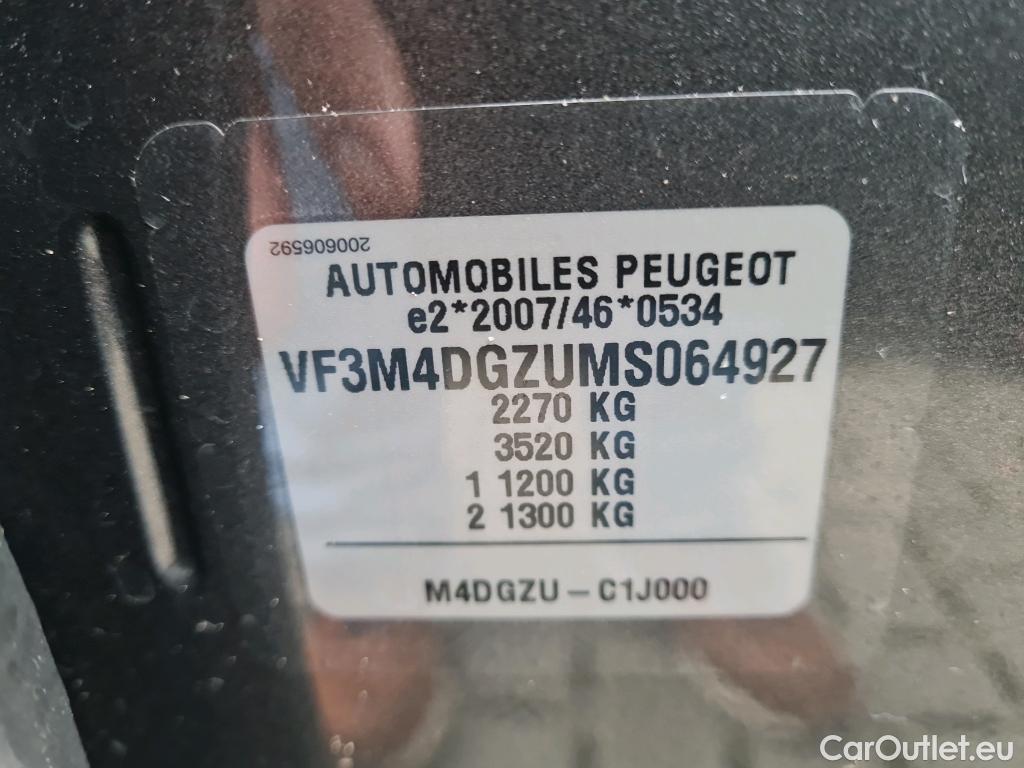 200606592
AUTOMOBILES PEUGEOT
e2*2007/46*0534
VF3M4DGZUMS064927
2270 KG
3520 KG
1 1200 KG
2 1300 KG
M4DGZU – C1J000
CarOutlet.eu